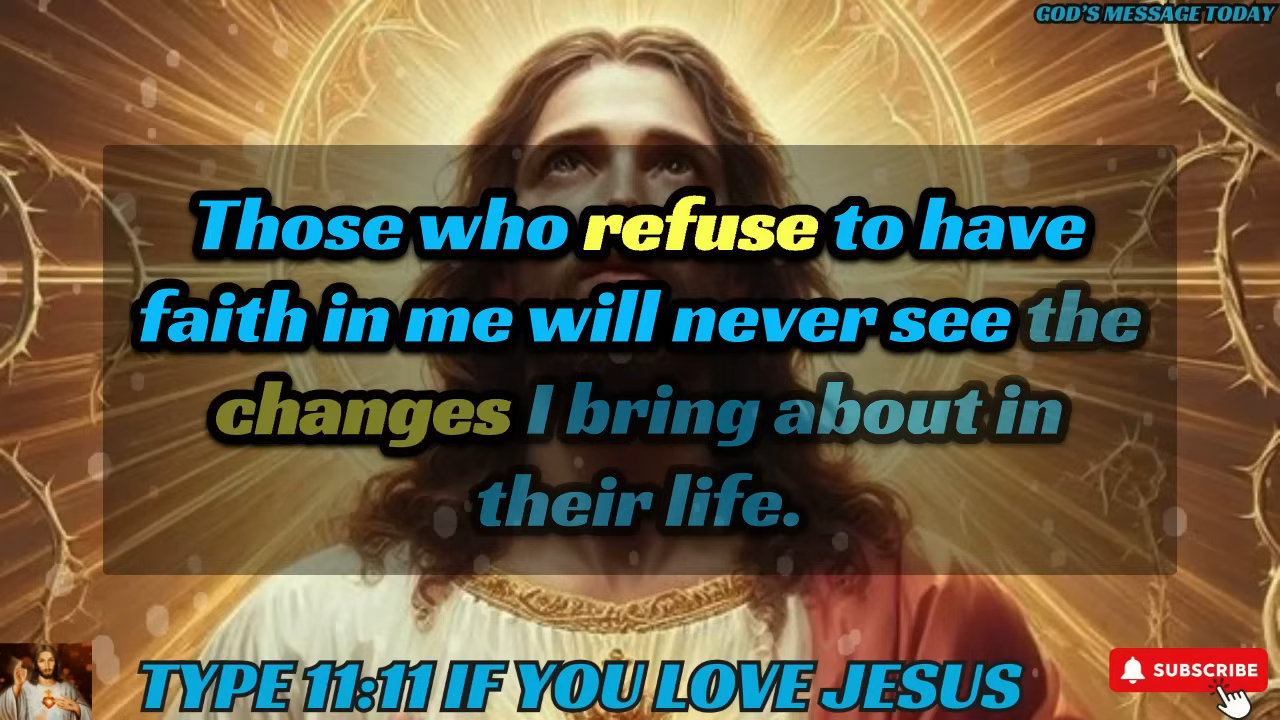 GOD'S MESSAGE TODAY
Those who refuse to have
faith in me will never see the
changes I bring about in
their life.
TYPE 11:11 IF YOU LOVE JESUS
SUBSCRIBE